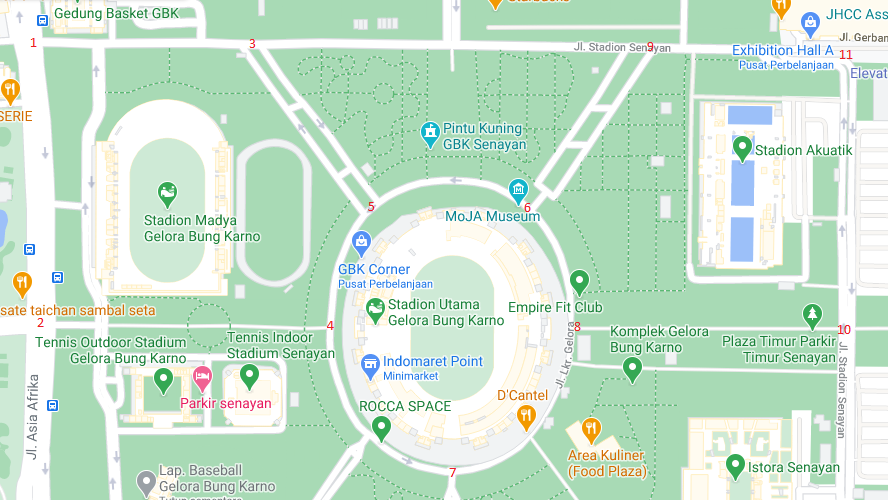 Gedung Basket GBK
JHCC Ass
Jl. Gerban
1
3
Jl. Stadion Senayan
9
Exhibition Hall A
Pusat Perbelanjaan
11
Elevat
SERIE
Pintu Kuning
GBK Senayan
Stadion Akuatik
5
6
MoJA Museum
Stadion Madya
Gelora Bung Karno
GBK Corner
Pusat Perbelanjaan
Stadion Utama
Gelora Bung Karno
Empire Fit Club
sate taichan sambal seta
2
4
8
10
Komplek Gelora
Bung Karno
Plaza Timur Parkir
Timur Senayan
Tennis Outdoor Stadium
Gelora Bung Karno
Tennis Indoor
Stadium Senayan
Indomaret Point
Minimarket
Jl. Lkr. Gelora
Jl. Stadion Senayan
Jl. Asia Afrika
Parkir senayan
ROCCA SPACE
D'Cantel
Area Kuliner
(Food Plaza)
Istora Senayan
7
Lap. Baseball
Gelora Bung Karno